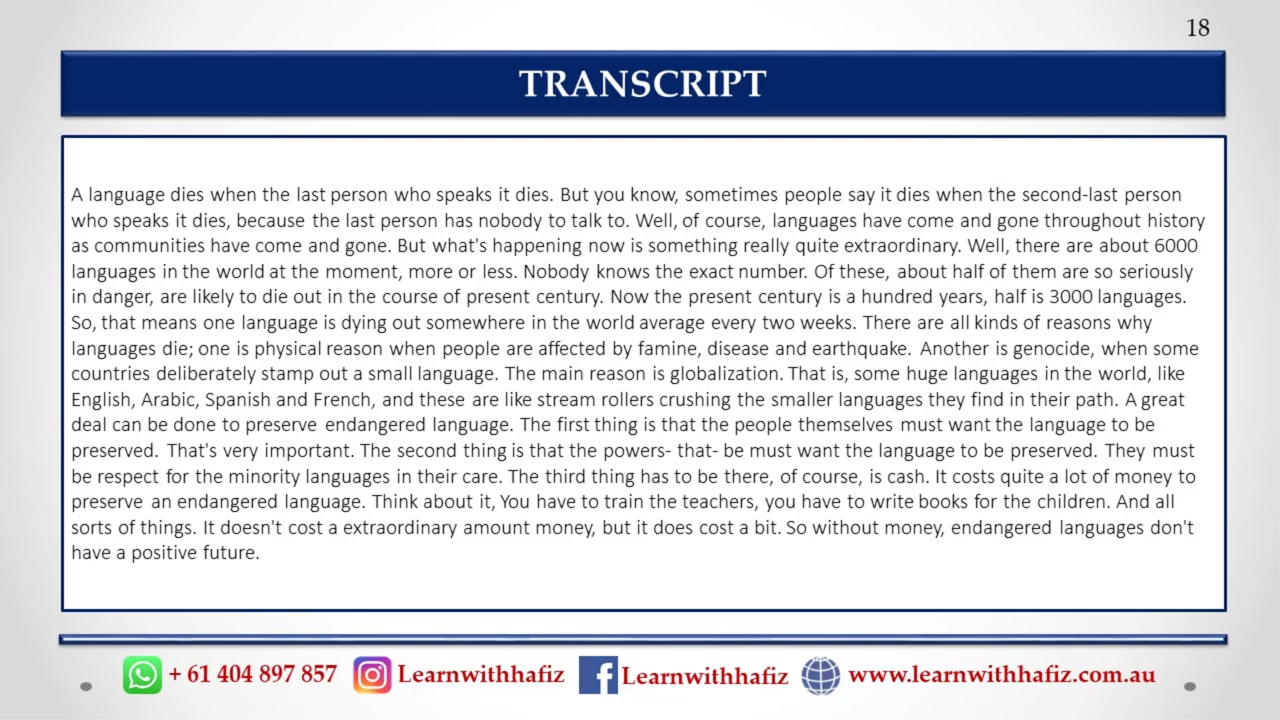 18
TRANSCRIPT
A language dies when the last person who speaks it dies. But you know, sometimes people say it dies when the second-last person
who speaks it dies, because the last person has nobody to talk to. Well, of course, languages have come and gone throughout history
as communities have come and gone. But what's happening now is something really quite extraordinary. Well, there are about 6000
languages in the world at the moment, more or less. Nobody knows the exact number. Of these, about half of them are so seriously
in danger, are likely to die out in the course of present century. Now the present century is a hundred years, half is 3000 languages.
So, that means one language is dying out somewhere in the world average every two weeks. There are all kinds of reasons why
languages die; one is physical reason when people are affected by famine, disease and earthquake. Another is genocide, when some
countries deliberately stamp out a small language. The main reason is globalization. That is, some huge languages in the world, like
English, Arabic, Spanish and French, and these are like stream rollers crushing the smaller languages they find in their path. A great
deal can be done to preserve endangered language. The first thing is that the people themselves must want the language to be
preserved. That's very important. The second thing is that the powers- that- be must want the language to be preserved. They must
be respect for the minority languages in their care. The third thing has to be there, of course, is cash. It costs quite a lot of money to
preserve an endangered language. Think about it, You have to train the teachers, you have to write books for the children. And all
sorts of things. It doesn't cost a extraordinary amount money, but it does cost a bit. So without money, endangered languages don't
have a positive future.
+ 61 404 897 857 Learnwithhafiz Learnwithhafiz www.learnwithhafiz.com.au